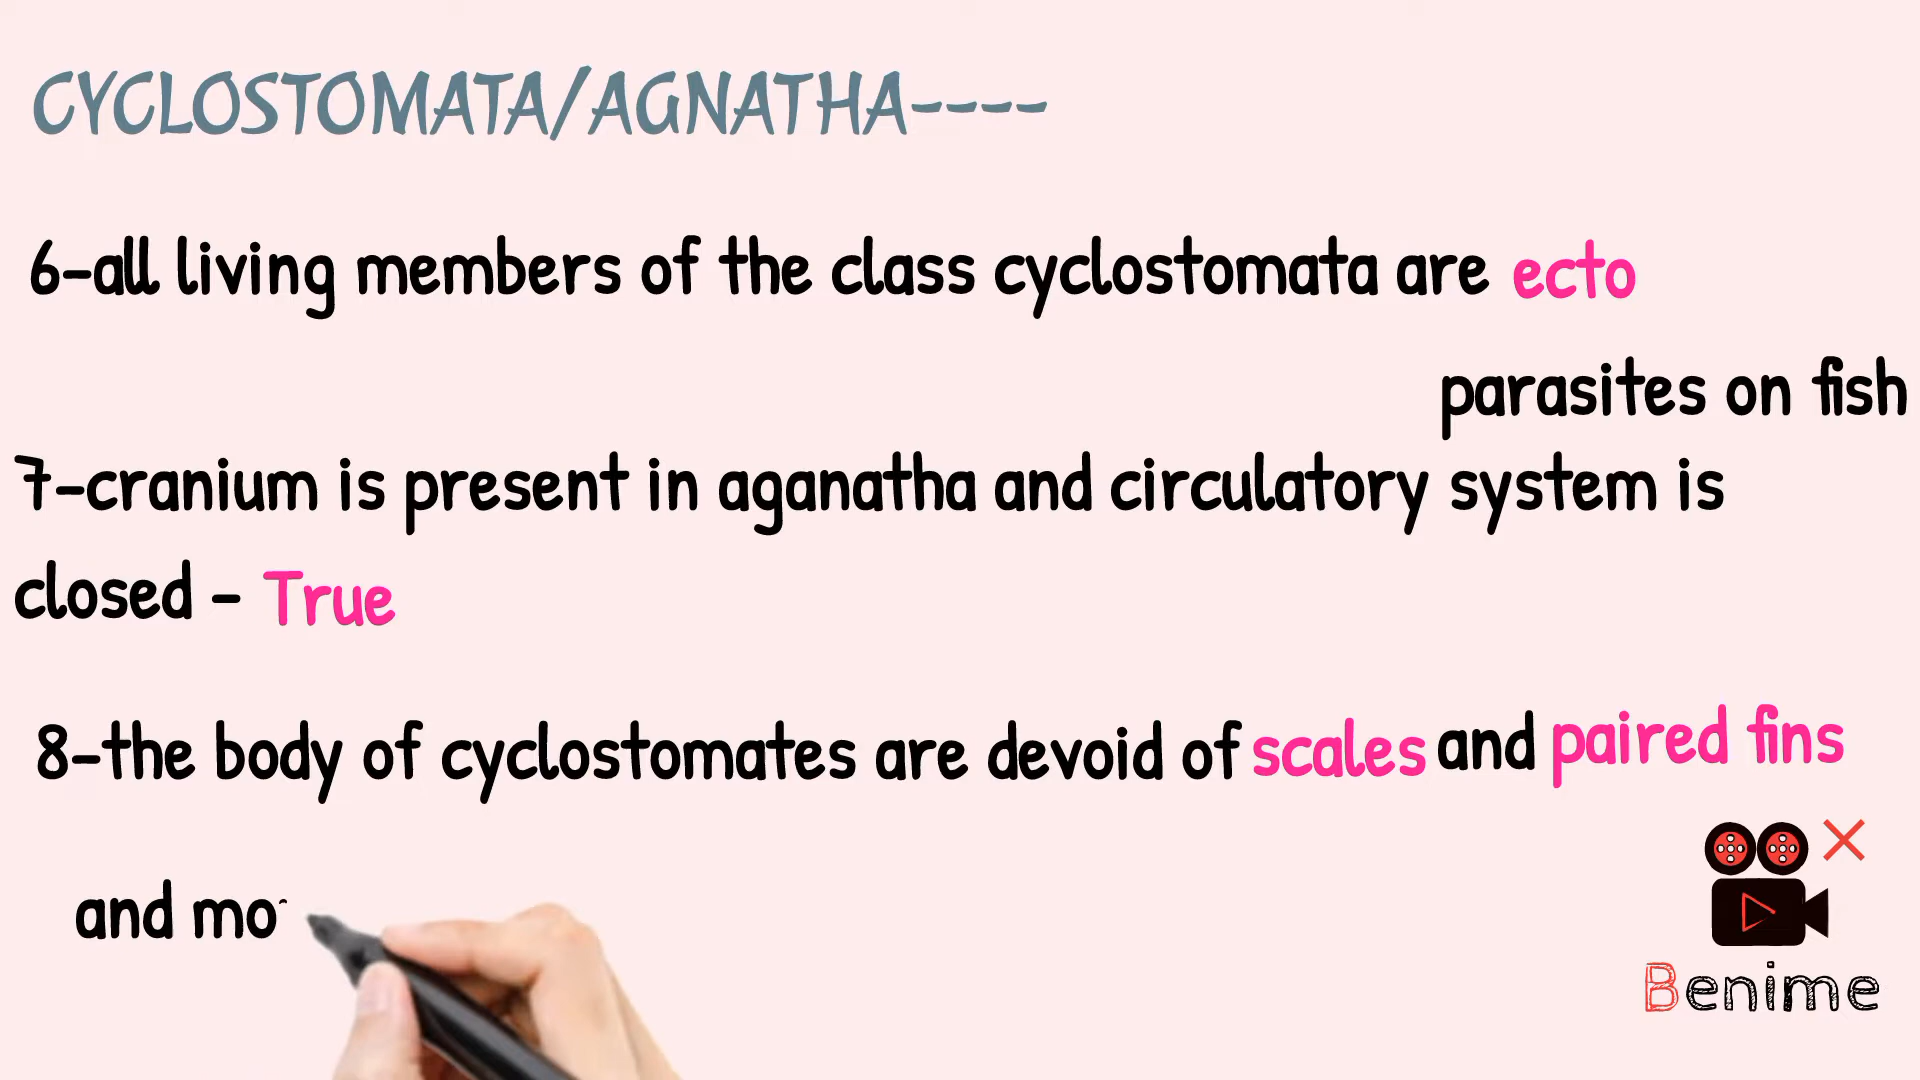 CYCLOSTOMATA/AGNATHA----
6-all living members of the class cyclostomata are ecto
parasites on fish
7-cranium is present in aganatha and circulatory system is
closed - True
8-the body of cyclostomates are devoid of scales and paired fins
and mo
Benime